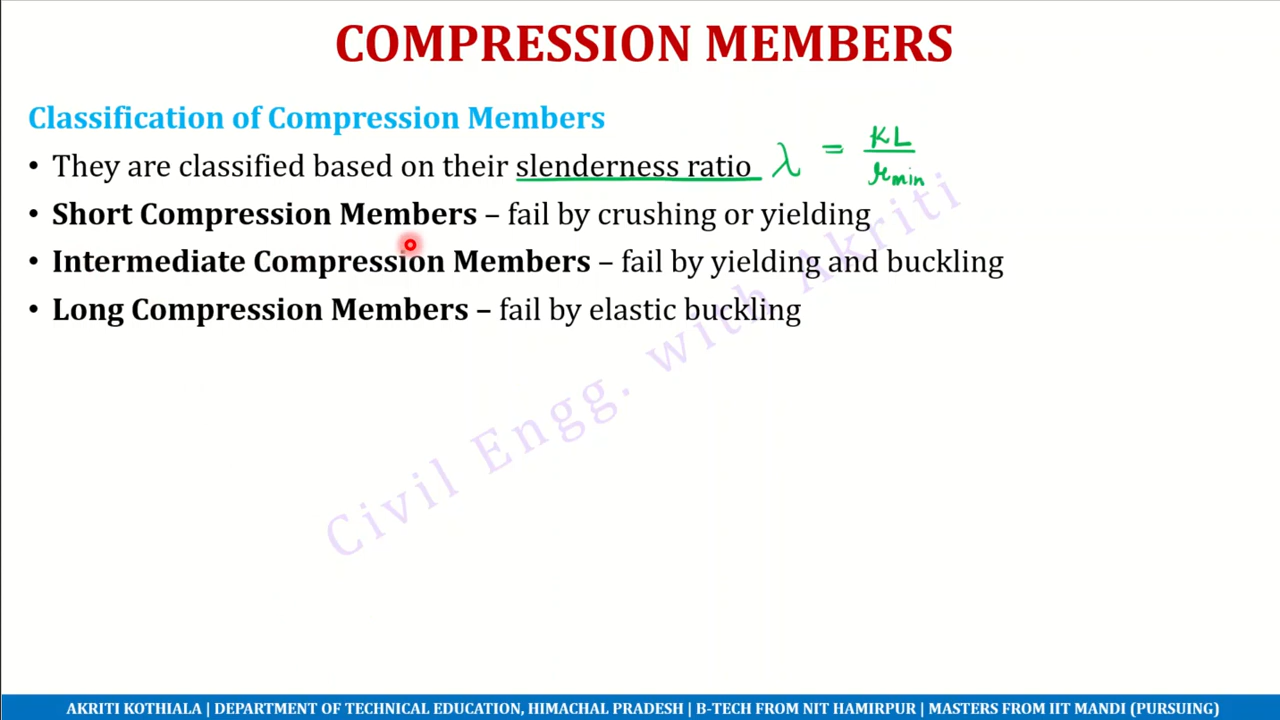 COMPRESSION MEMBERS
Classification of Compression Members
• They are classified based on their slenderness ratio λ = KL / rmin
• Short Compression Members – fail by crushing or yielding
• Intermediate Compression Members – fail by yielding and buckling
• Long Compression Members – fail by elastic buckling
Civil Engg. with Akriti
AKRITI KOTHIALA | DEPARTMENT OF TECHNICAL EDUCATION, HIMACHAL PRADESH | B-TECH FROM NIT HAMIRPUR | MASTERS FROM IIT MANDI (PURSUING)